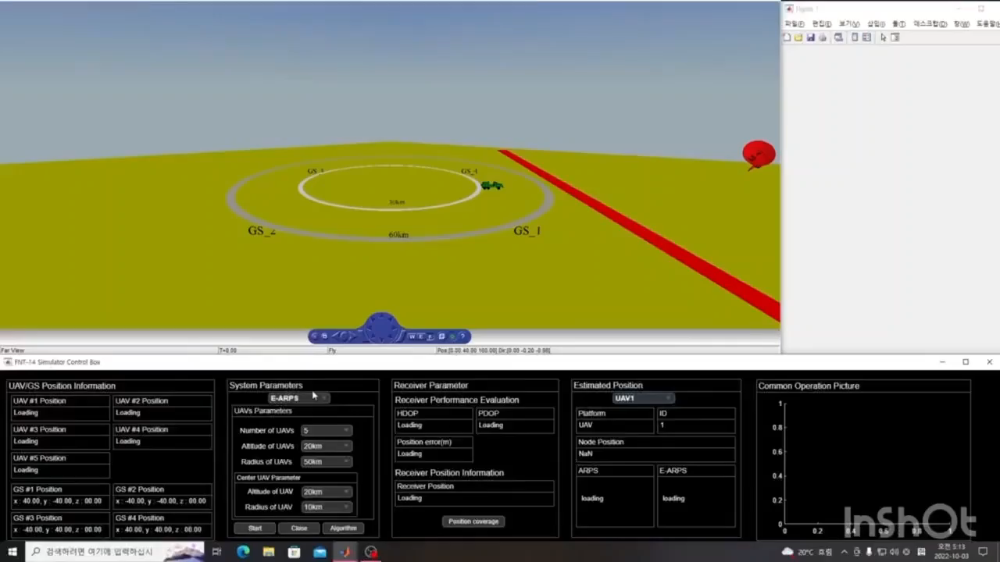 Figure 1
파일(F) 편집(E) 보기(V) 삽입(I) 툴(T) 데스크탑(D) 창(W) 도움말(H)
GS_3
GS_4
30km
GS_2
60km
GS_1
Far View T=0.00 Fly Pos:[0.00 40.00 160.00] Dir:[0.00 -0.20 -0.98]
FNT-14 Simulator Control Box
UAV/GS Position Information
UAV #1 Position UAV #2 Position
Loading Loading
UAV #3 Position UAV #4 Position
Loading Loading
UAV #5 Position
Loading
GS #1 Position GS #2 Position
x : 40.00, y : -40.00, z : 00.00 x : -40.00, y : -40.00, z : 00.00
GS #3 Position GS #4 Position
x : -40.00, y : 40.00, z : 00.00 x : 40.00, y : 40.00, z : 00.00
System Parameters
E-ARPS
UAVs Parameters
Number of UAVs 5
Altitude of UAVs 20km
Radius of UAVs 50km
Center UAV Parameter
Altitude of UAV 20km
Radius of UAV 10km
Start Close Algorithm
Receiver Parameter
Receiver Performance Evaluation
HDOP PDOP
Loading Loading
Position error(m)
Loading
Receiver Position Information
Receiver Position
Loading
Position coverage
Estimated Position
UAV1
Platform ID
UAV 1
Node Position
NaN
ARPS E-ARPS
loading loading
Common Operation Picture
1
0.8
0.6
0.4
0.2
0
0 0.2 0.4 0.6 0.8 1
InShOt
검색하려면 여기에 입력하십시
20°C 흐림
오전 5:13
2022-10-03